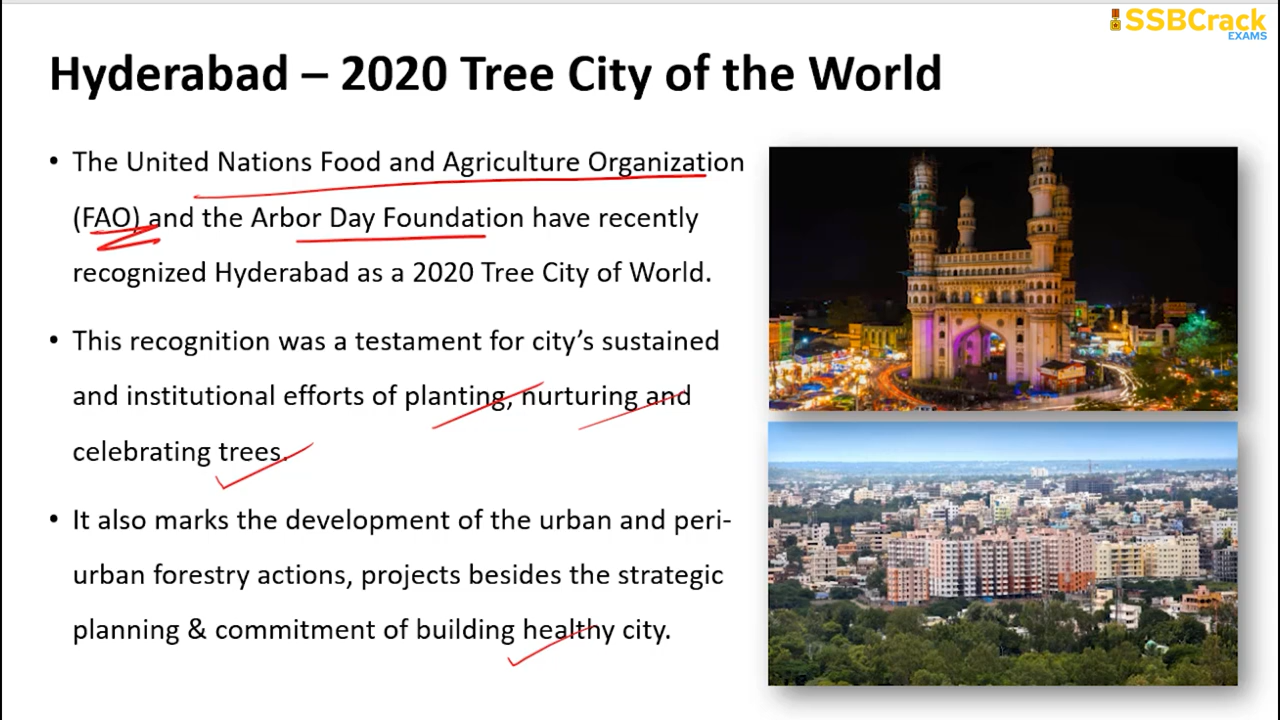 SSBCrack
EXAMS
Hyderabad – 2020 Tree City of the World
• The United Nations Food and Agriculture Organization
(FAO) and the Arbor Day Foundation have recently
recognized Hyderabad as a 2020 Tree City of World.
• This recognition was a testament for city's sustained
and institutional efforts of planting, nurturing and
celebrating trees.
• It also marks the development of the urban and peri-
urban forestry actions, projects besides the strategic
planning & commitment of building healthy city.